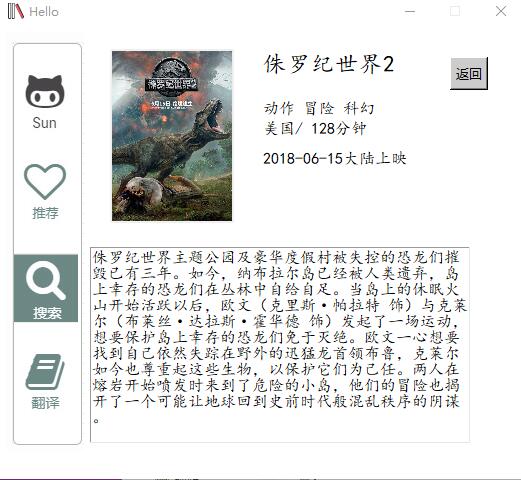 Hello
Sun
推荐
搜索
翻译
侏罗纪世界2
6月15日
侏罗纪世界2
返回
动作 冒险 科幻
美国/ 128分钟
2018-06-15大陆上映
侏罗纪世界主题公园及豪华度假村被失控的恐龙们摧
毁已有三年。如今，纳布拉尔岛已经被人类遗弃，岛
上幸存的恐龙们在丛林中自给自足。当岛上的休眠火
山开始活跃以后，欧文（克里斯·帕拉特 饰）与克莱
尔（布莱丝·达拉斯·霍华德 饰）发起了一场运动，
想要保护岛上幸存的恐龙们免于灭绝。欧文一心想要
找到自己依然失踪在野外的迅猛龙首领布鲁，克莱尔
如今也尊重起这些生物，以保护它们为己任。两人在
熔岩开始喷发时来到了危险的小岛，他们的冒险也揭
开了一个可能让地球回到史前时代般混乱秩序的阴谋
。